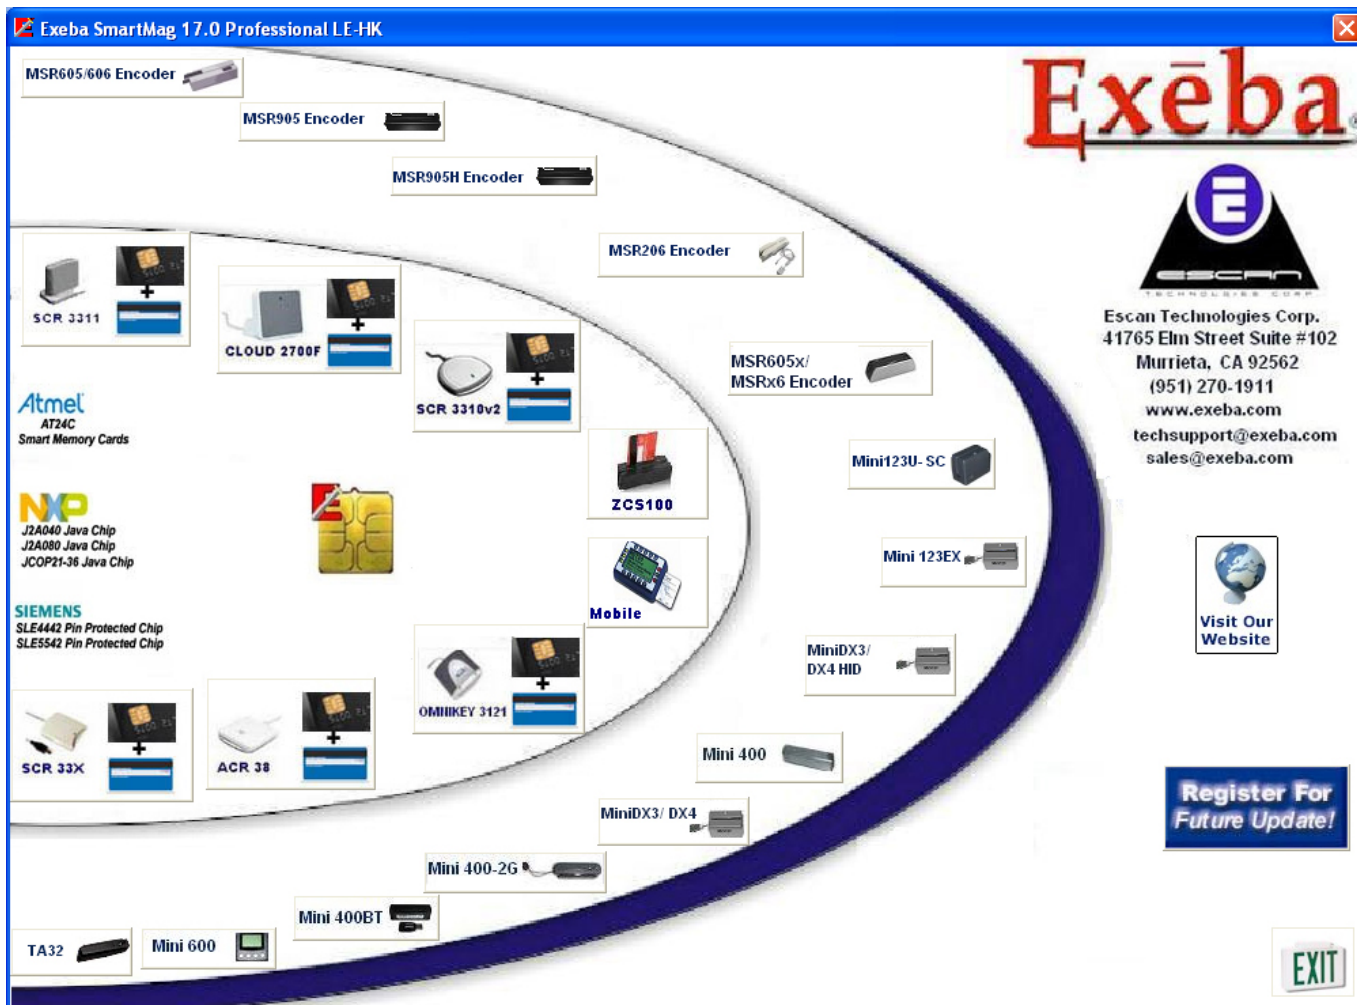 Exeba SmartMag 17.0 Professional LE-HK
MSR605/606 Encoder
MSR905 Encoder
MSR905H Encoder
MSR206 Encoder
MSR605x/
MSRx6 Encoder
Mini123U- SC
Mini 123EX
MiniDX3/
DX4 HID
Mini 400
MiniDX3/ DX4
Mini 400-2G
Mini 400BT
Mini 600
TA32
SCR 3311
+
CLOUD 2700F
+
SCR 3310v2
+
ZCS100
Mobile
OMNIKEY 3121
+
ACR 38
+
SCR 33X
+
Atmel
AT24C
Smart Memory Cards
NXP
J2A040 Java Chip
J2A080 Java Chip
JCOP21-36 Java Chip
SIEMENS
SLE4442 Pin Protected Chip
SLE5542 Pin Protected Chip
Exēba®
ESCAN
TECHNOLOGIES CORP
Escan Technologies Corp.
41765 Elm Street Suite #102
Murrieta, CA 92562
(951) 270-1911
www.exeba.com
techsupport@exeba.com
sales@exeba.com
Visit Our
Website
Register For
Future Update!
EXIT